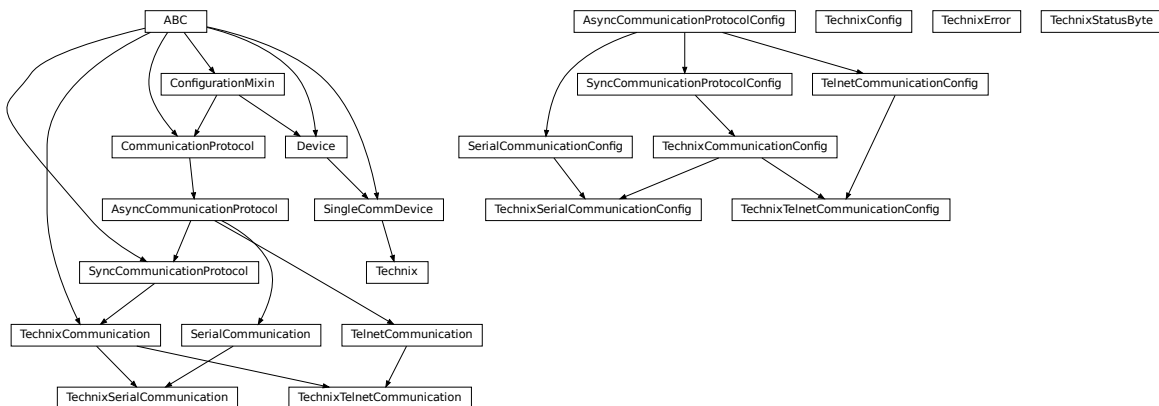 ABC
AsyncCommunicationProtocolConfig
TechnixConfig
TechnixError
TechnixStatusByte
ConfigurationMixin
SyncCommunicationProtocolConfig
TelnetCommunicationConfig
CommunicationProtocol
Device
SerialCommunicationConfig
TechnixCommunicationConfig
AsyncCommunicationProtocol
SingleCommDevice
TechnixSerialCommunicationConfig
TechnixTelnetCommunicationConfig
SyncCommunicationProtocol
Technix
TechnixCommunication
SerialCommunication
TelnetCommunication
TechnixSerialCommunication
TechnixTelnetCommunication